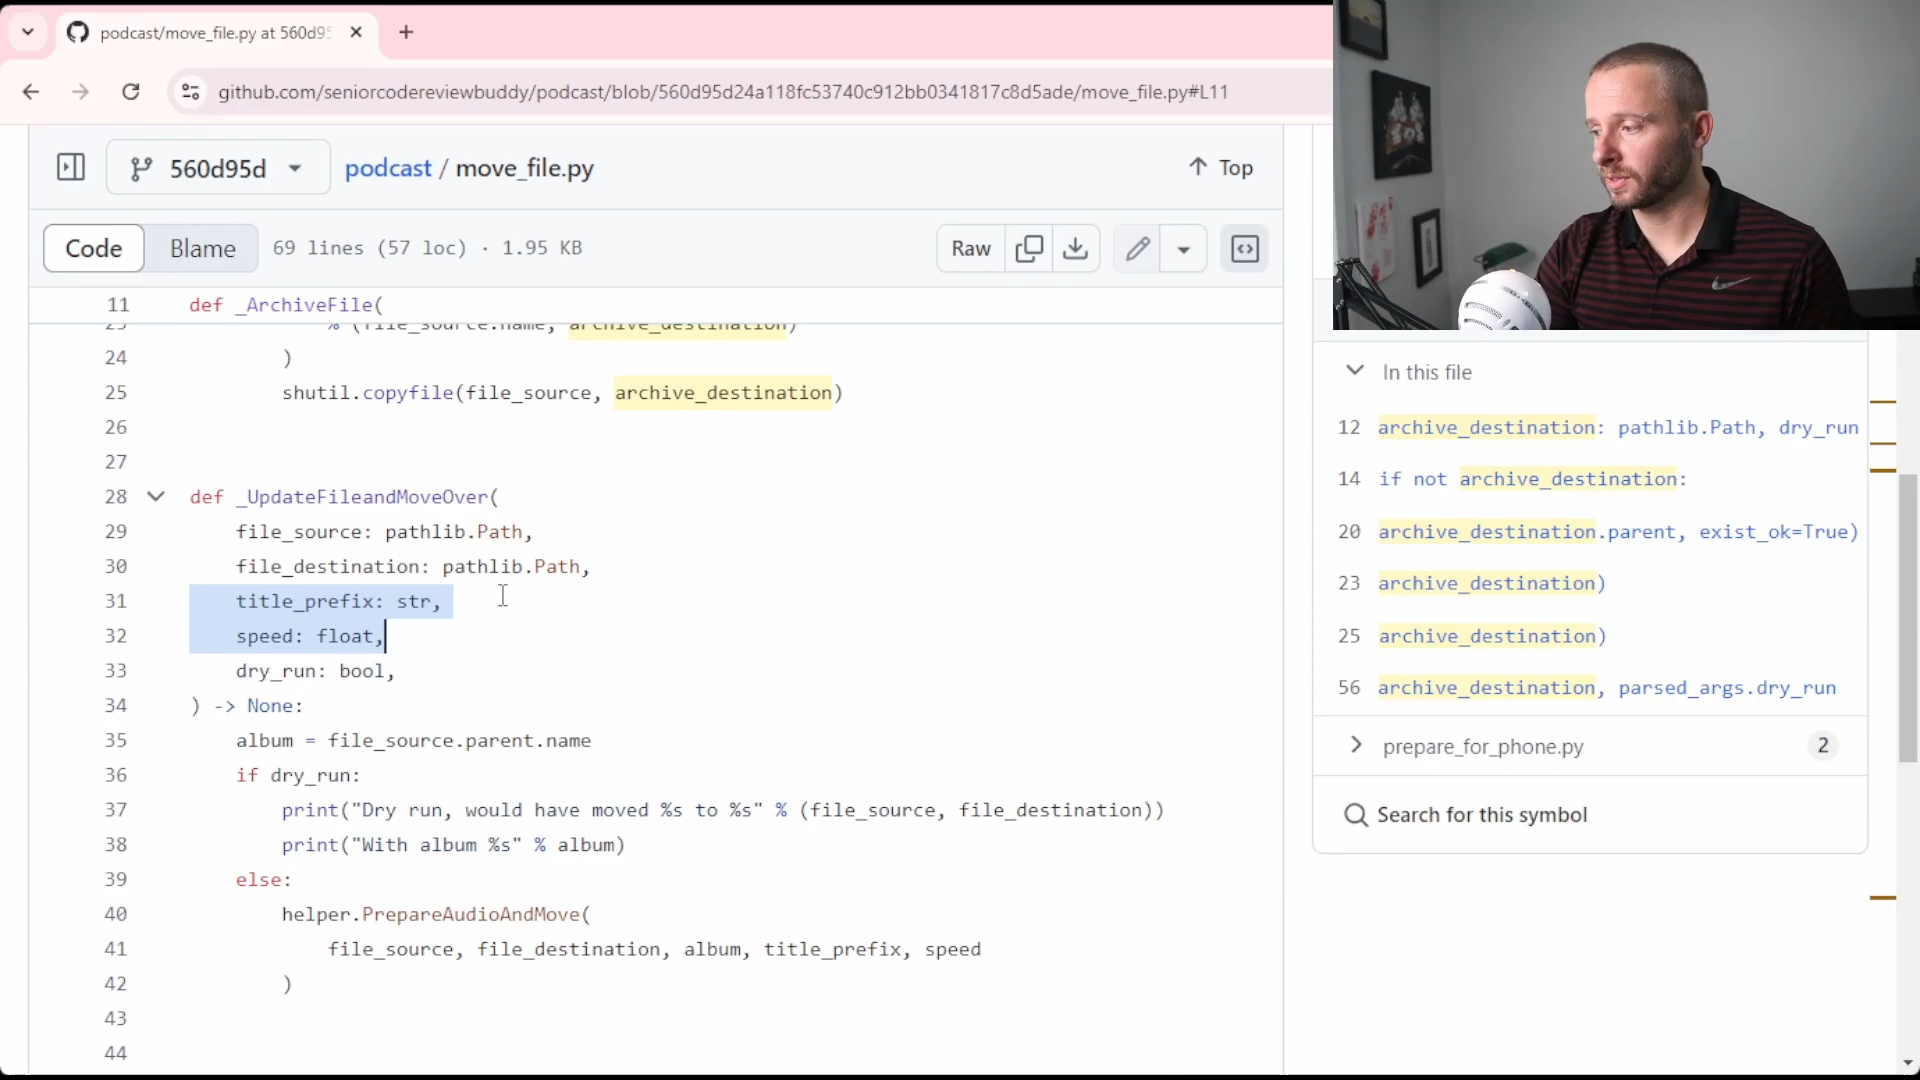 podcast/move_file.py at 560d95
github.com/seniorcodereviewbuddy/podcast/blob/560d95d24a118fc53740c912bb0341817c8d5ade/move_file.py#L11
560d95d
podcast / move_file.py
Top
Code
Blame
69 lines (57 loc) · 1.95 KB
Raw
11 def _ArchiveFile(
23 % (file_source.name, archive_destination)
24 )
25 shutil.copyfile(file_source, archive_destination)
26
27
28 def _UpdateFileandMoveOver(
29 file_source: pathlib.Path,
30 file_destination: pathlib.Path,
31 title_prefix: str,
32 speed: float,
33 dry_run: bool,
34 ) -> None:
35 album = file_source.parent.name
36 if dry_run:
37 print("Dry run, would have moved %s to %s" % (file_source, file_destination))
38 print("With album %s" % album)
39 else:
40 helper.PrepareAudioAndMove(
41 file_source, file_destination, album, title_prefix, speed
42 )
43
44
In this file
12 archive_destination: pathlib.Path, dry_run
14 if not archive_destination:
20 archive_destination.parent, exist_ok=True)
23 archive_destination)
25 archive_destination)
56 archive_destination, parsed_args.dry_run
prepare_for_phone.py
2
Search for this symbol